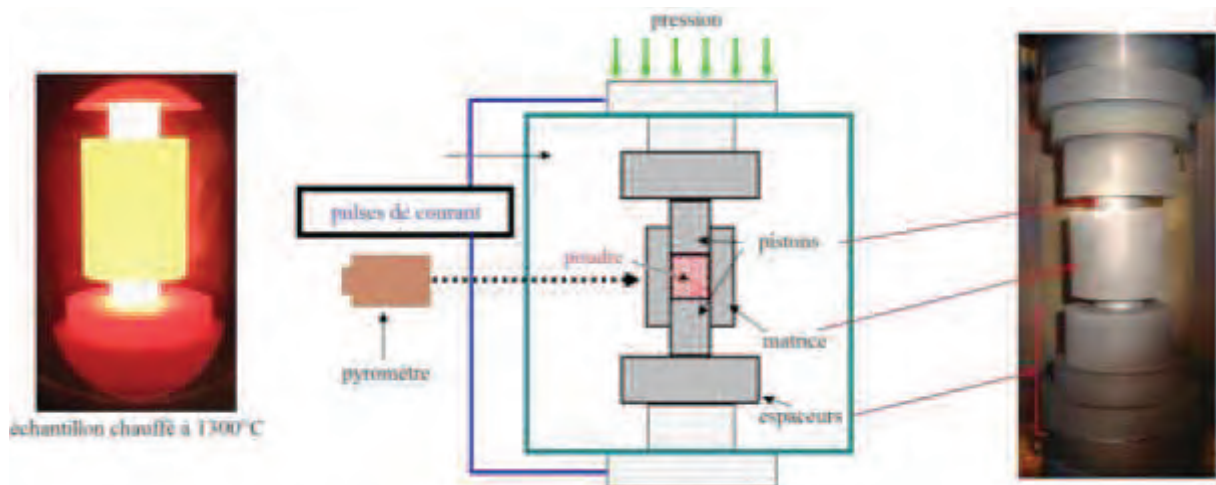 pression
pulses de courant
poudre
pistons
pyromètre
matrice
espaceurs
échantillon chauffé à 1300°C